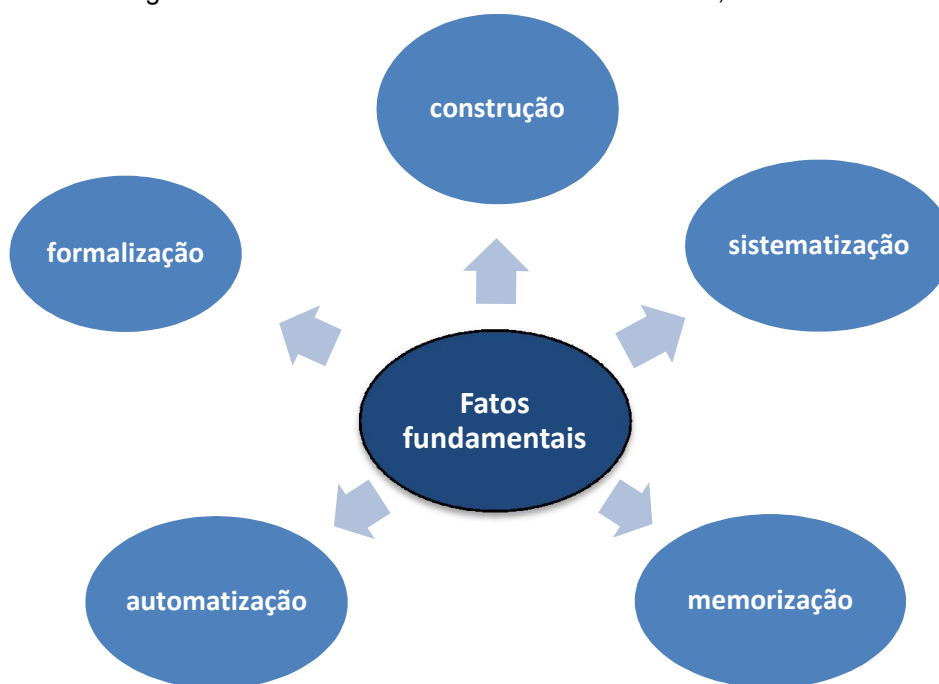 construção
formalização
sistematização
Fatos
fundamentais
automatização
memorização